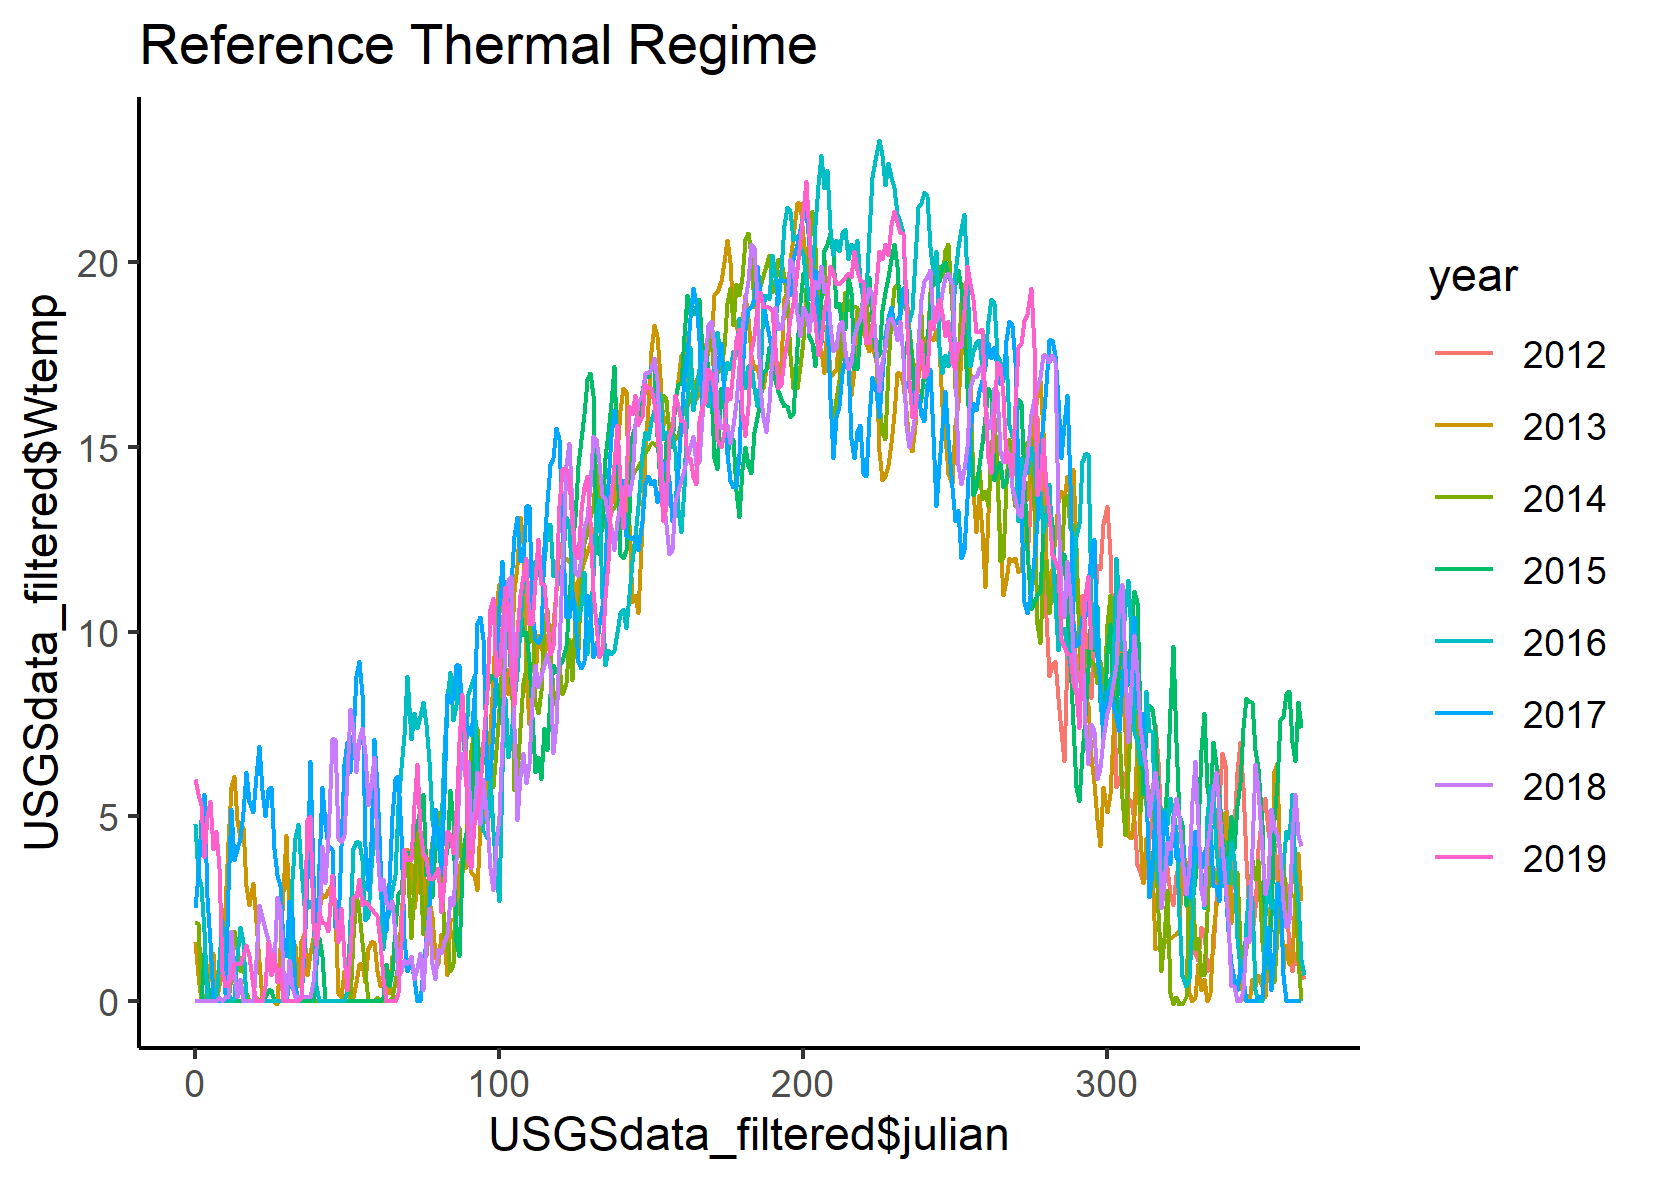 Reference Thermal Regime
USGSdata_filtered$Wtemp
20
15
10
5
0
0 100 200 300
USGSdata_filtered$julian
year
2012
2013
2014
2015
2016
2017
2018
2019